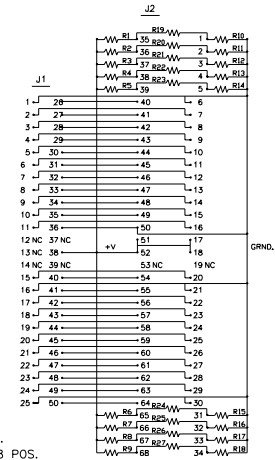 J2
R19
R1 35 1 R10
R20
R2 36 2 R11
R21
R3 37 3 R12
R22
R4 38 4 R13
R23
R5 39 5 R14
J1
1 26 40 6
2 27 41 7
3 28 42 8
4 29 43 9
5 30 44 10
6 31 45 11
7 32 46 12
8 33 47 13
9 34 48 14
10 35 49 15
11 36 50 16
12 NC 37 NC +V 51 17 GRND.
13 NC 38 52 18
14 NC 39 NC 53 NC 19 NC
15 40 54 20
16 41 55 21
17 42 56 22
18 43 57 23
19 44 58 24
20 45 59 25
21 46 60 26
22 47 61 27
23 48 62 28
24 49 63 29
25 50 64 30
R24
R6 65 31 R15
R25
R7 66 32 R16
R26
R8 67 33 R17
R27
R9 68 34 R18
POS.